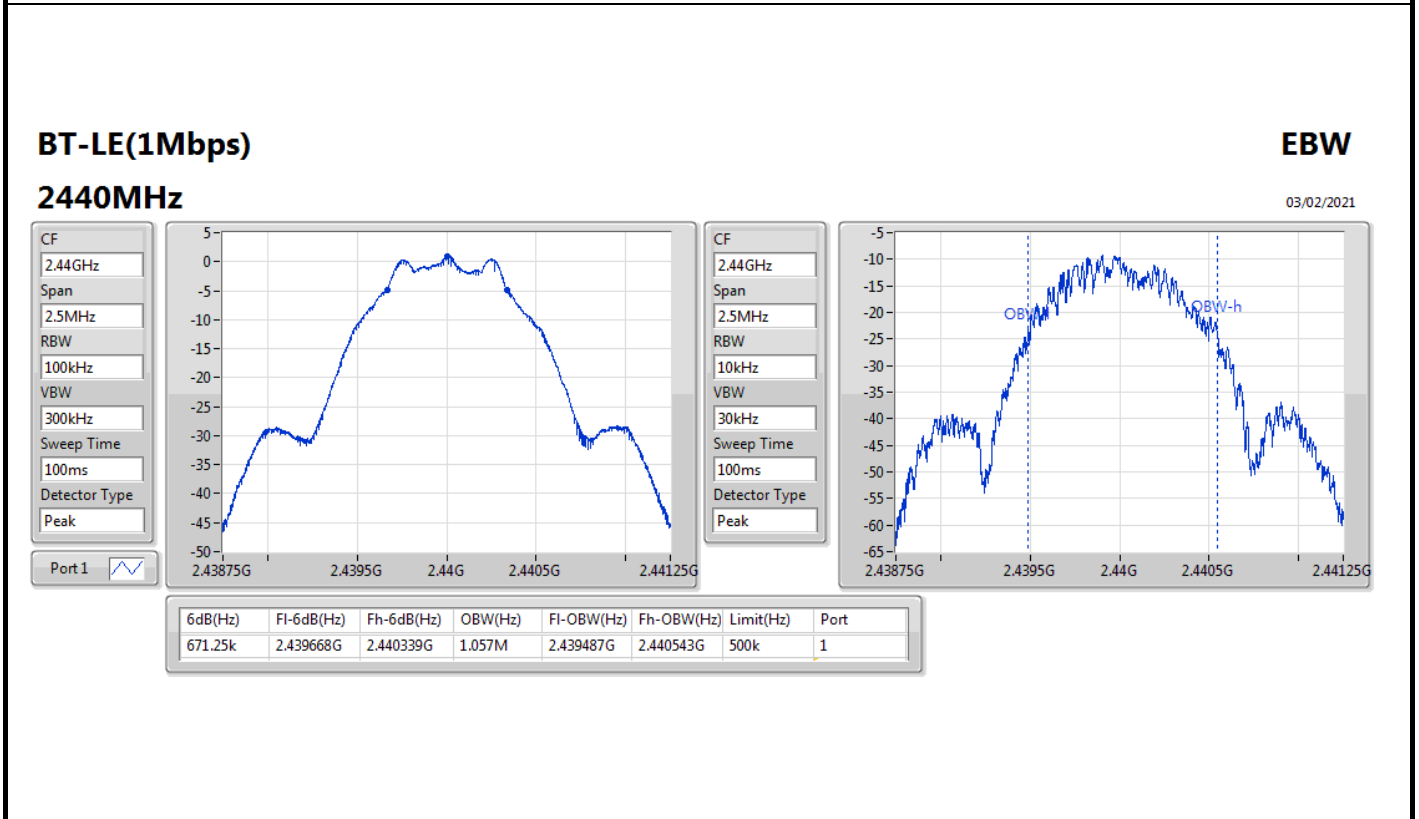 BT-LE(1Mbps)
EBW
2440MHz
03/02/2021
CF
2.44GHz
Span
2.5MHz
RBW
100kHz
VBW
300kHz
Sweep Time
100ms
Detector Type
Peak
Port 1
5
0
-5
-10
-15
-20
-25
-30
-35
-40
-45
-50
2.43875G 2.4395G 2.44G 2.4405G 2.44125G
CF
2.44GHz
Span
2.5MHz
RBW
10kHz
VBW
30kHz
Sweep Time
100ms
Detector Type
Peak
-5
-10
-15
-20
-25
-30
-35
-40
-45
-50
-55
-60
-65
OBW-h
2.43875G 2.4395G 2.44G 2.4405G 2.44125G
6dB(Hz) Fl-6dB(Hz) Fh-6dB(Hz) OBW(Hz) Fl-OBW(Hz) Fh-OBW(Hz) Limit(Hz) Port
671.25k 2.439668G 2.440339G 1.057M 2.439487G 2.440543G 500k 1